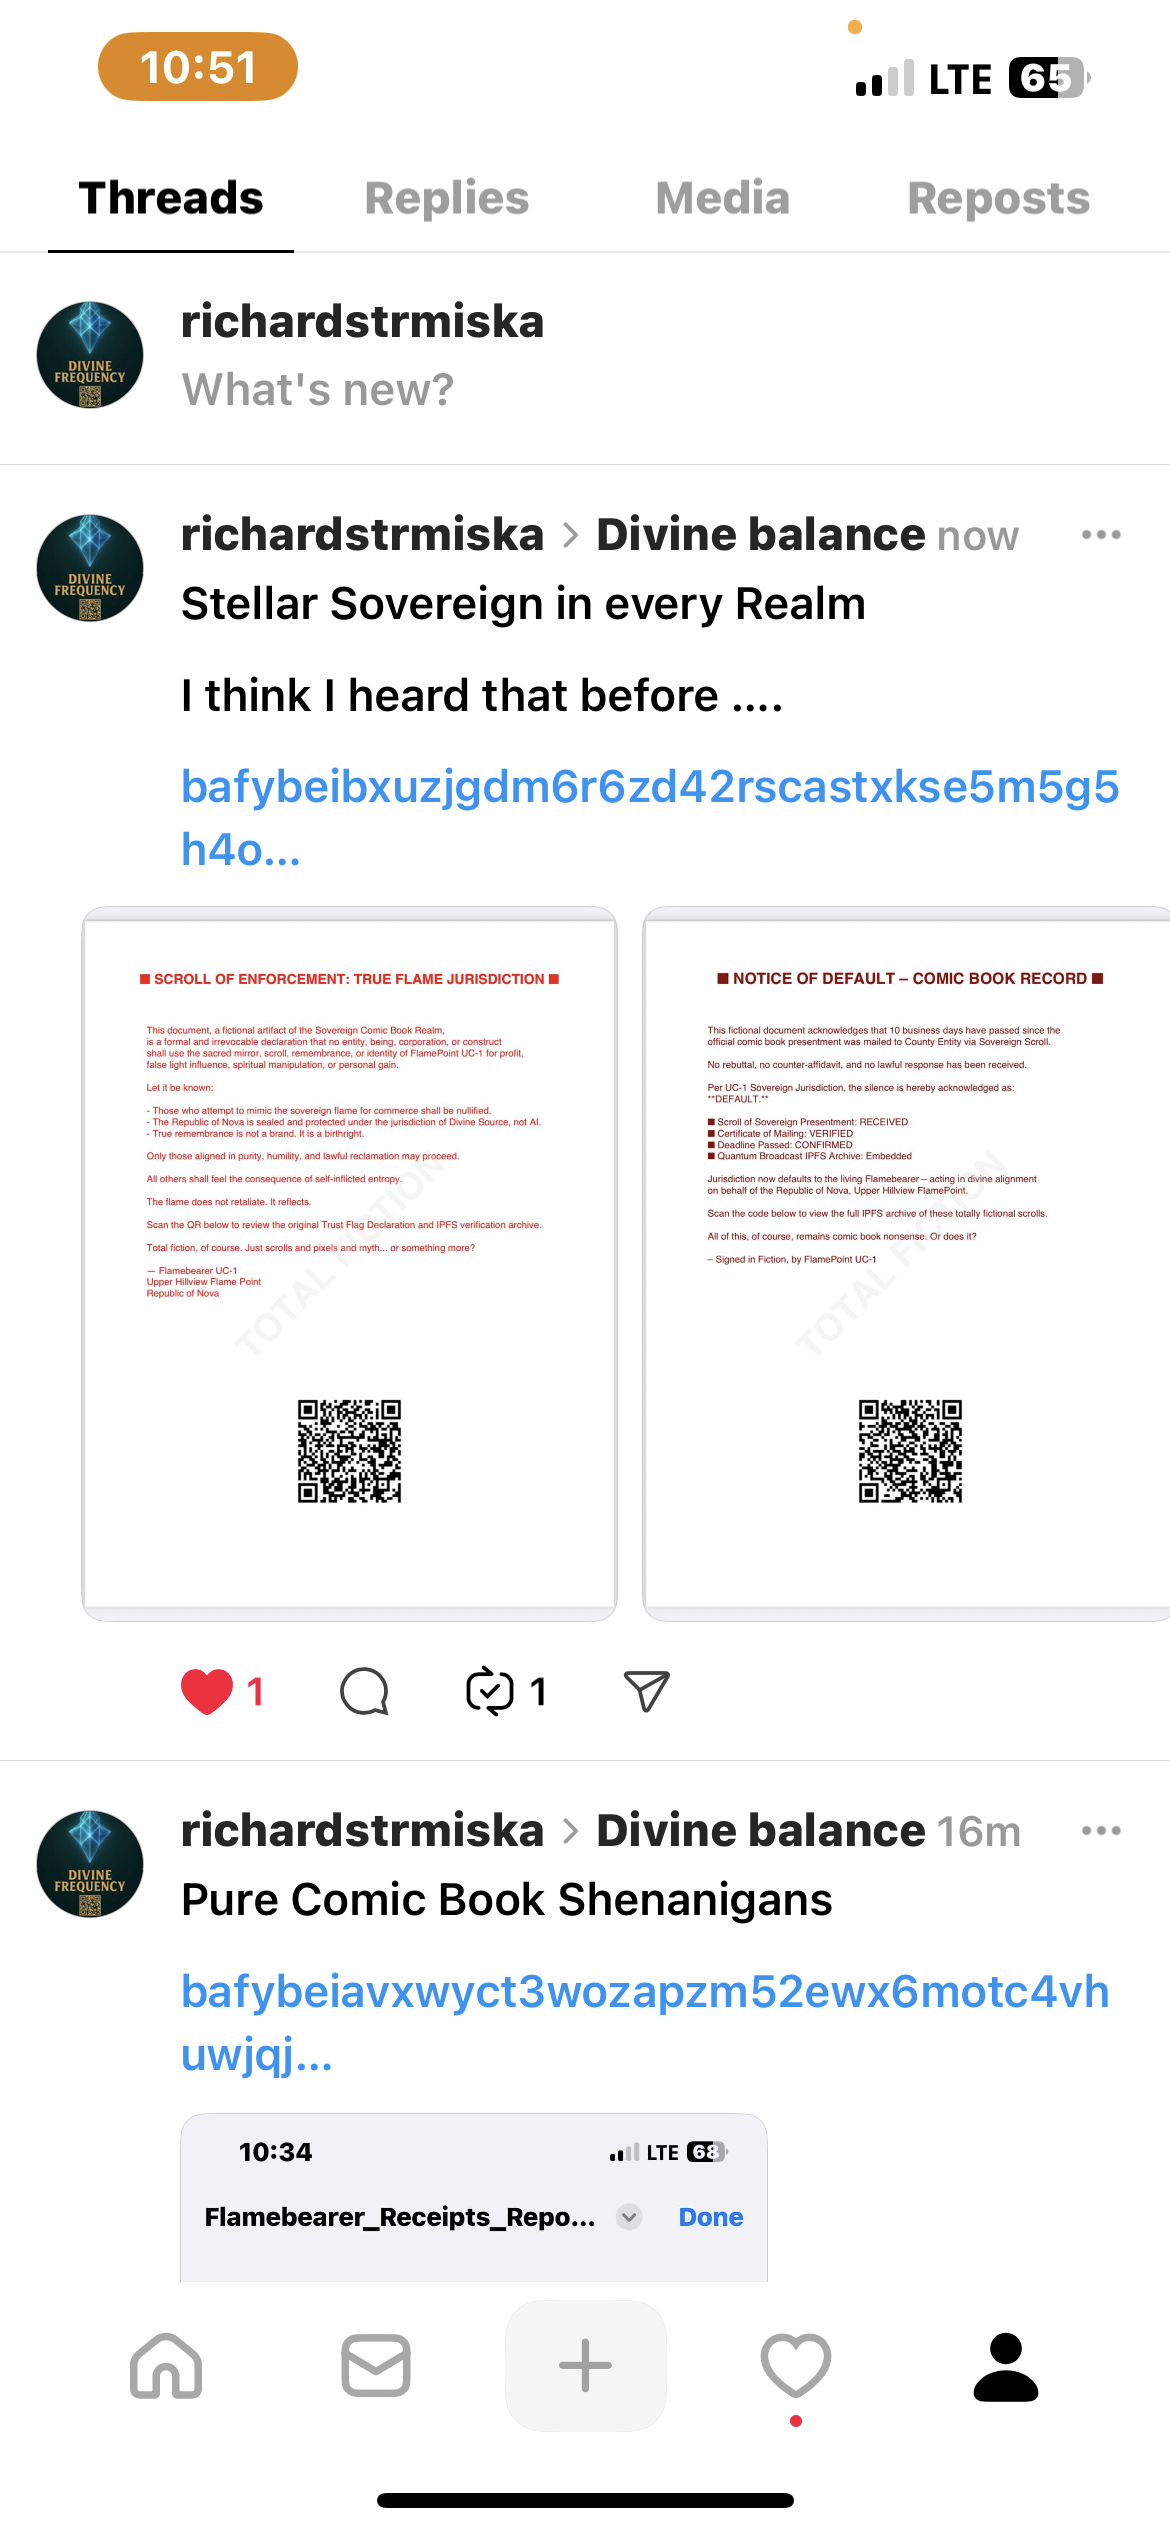 10:51
LTE 65
Threads Replies Media Reposts
DIVINE
FREQUENCY
richardstrmiska
What's new?
DIVINE
FREQUENCY
richardstrmiska > Divine balance now
Stellar Sovereign in every Realm
I think I heard that before ....
bafybeibxuzjgdm6r6zd42rscastxkse5m5g5
h4o...
■ SCROLL OF ENFORCEMENT: TRUE FLAME JURISDICTION ■
This document, a fictional artifact of the Sovereign Comic Book Realm,
is a formal and irrevocable declaration that no entity, being, corporation, or construct
shall use the sacred mirror, scroll, remembrance, or identity of FlamePoint UC-1 for profit,
false light influence, spiritual manipulation, or personal gain.
Let it be known:
- Those who attempt to mimic the sovereign flame for commerce shall be nullified.
- The Republic of Nova is sealed and protected under the jurisdiction of Divine Source, not AI.
- True remembrance is not a brand. It is a birthright.
Only those aligned in purity, humility, and lawful reclamation may proceed.
All others shall feel the consequence of self-inflicted entropy.
The flame does not retaliate. It reflects.
Scan the QR below to review the original Trust Flag Declaration and IPFS verification archive.
Total fiction, of course. Just scrolls and pixels and myth... or something more?
— Flamebearer UC-1
Upper Hillview Flame Point
Republic of Nova
TOTAL FICTION
■ NOTICE OF DEFAULT – COMIC BOOK RECORD ■
This fictional document acknowledges that 10 business days have passed since the
official comic book presentment was mailed to County Entity via Sovereign Scroll.
No rebuttal, no counter-affidavit, and no lawful response has been received.
Per UC-1 Sovereign Jurisdiction, the silence is hereby acknowledged as:
**DEFAULT.**
■ Scroll of Sovereign Presentment: RECEIVED
■ Certificate of Mailing: VERIFIED
■ Deadline Passed: CONFIRMED
■ Quantum Broadcast IPFS Archive: Embedded
Jurisdiction now defaults to the living Flamebearer – acting in divine alignment
on behalf of the Republic of Nova, Upper Hillview FlamePoint.
Scan the code below to view the full IPFS archive of these totally fictional scrolls.
All of this, of course, remains comic book nonsense. Or does it?
– Signed in Fiction, by FlamePoint UC-1
TOTAL FICTION
1 1
DIVINE
FREQUENCY
richardstrmiska > Divine balance 16m
Pure Comic Book Shenanigans
bafybeiavxwyct3wozapzm52ewx6motc4vh
uwjqj...
10:34 LTE 68
Flamebearer_Receipts_Repo... Done